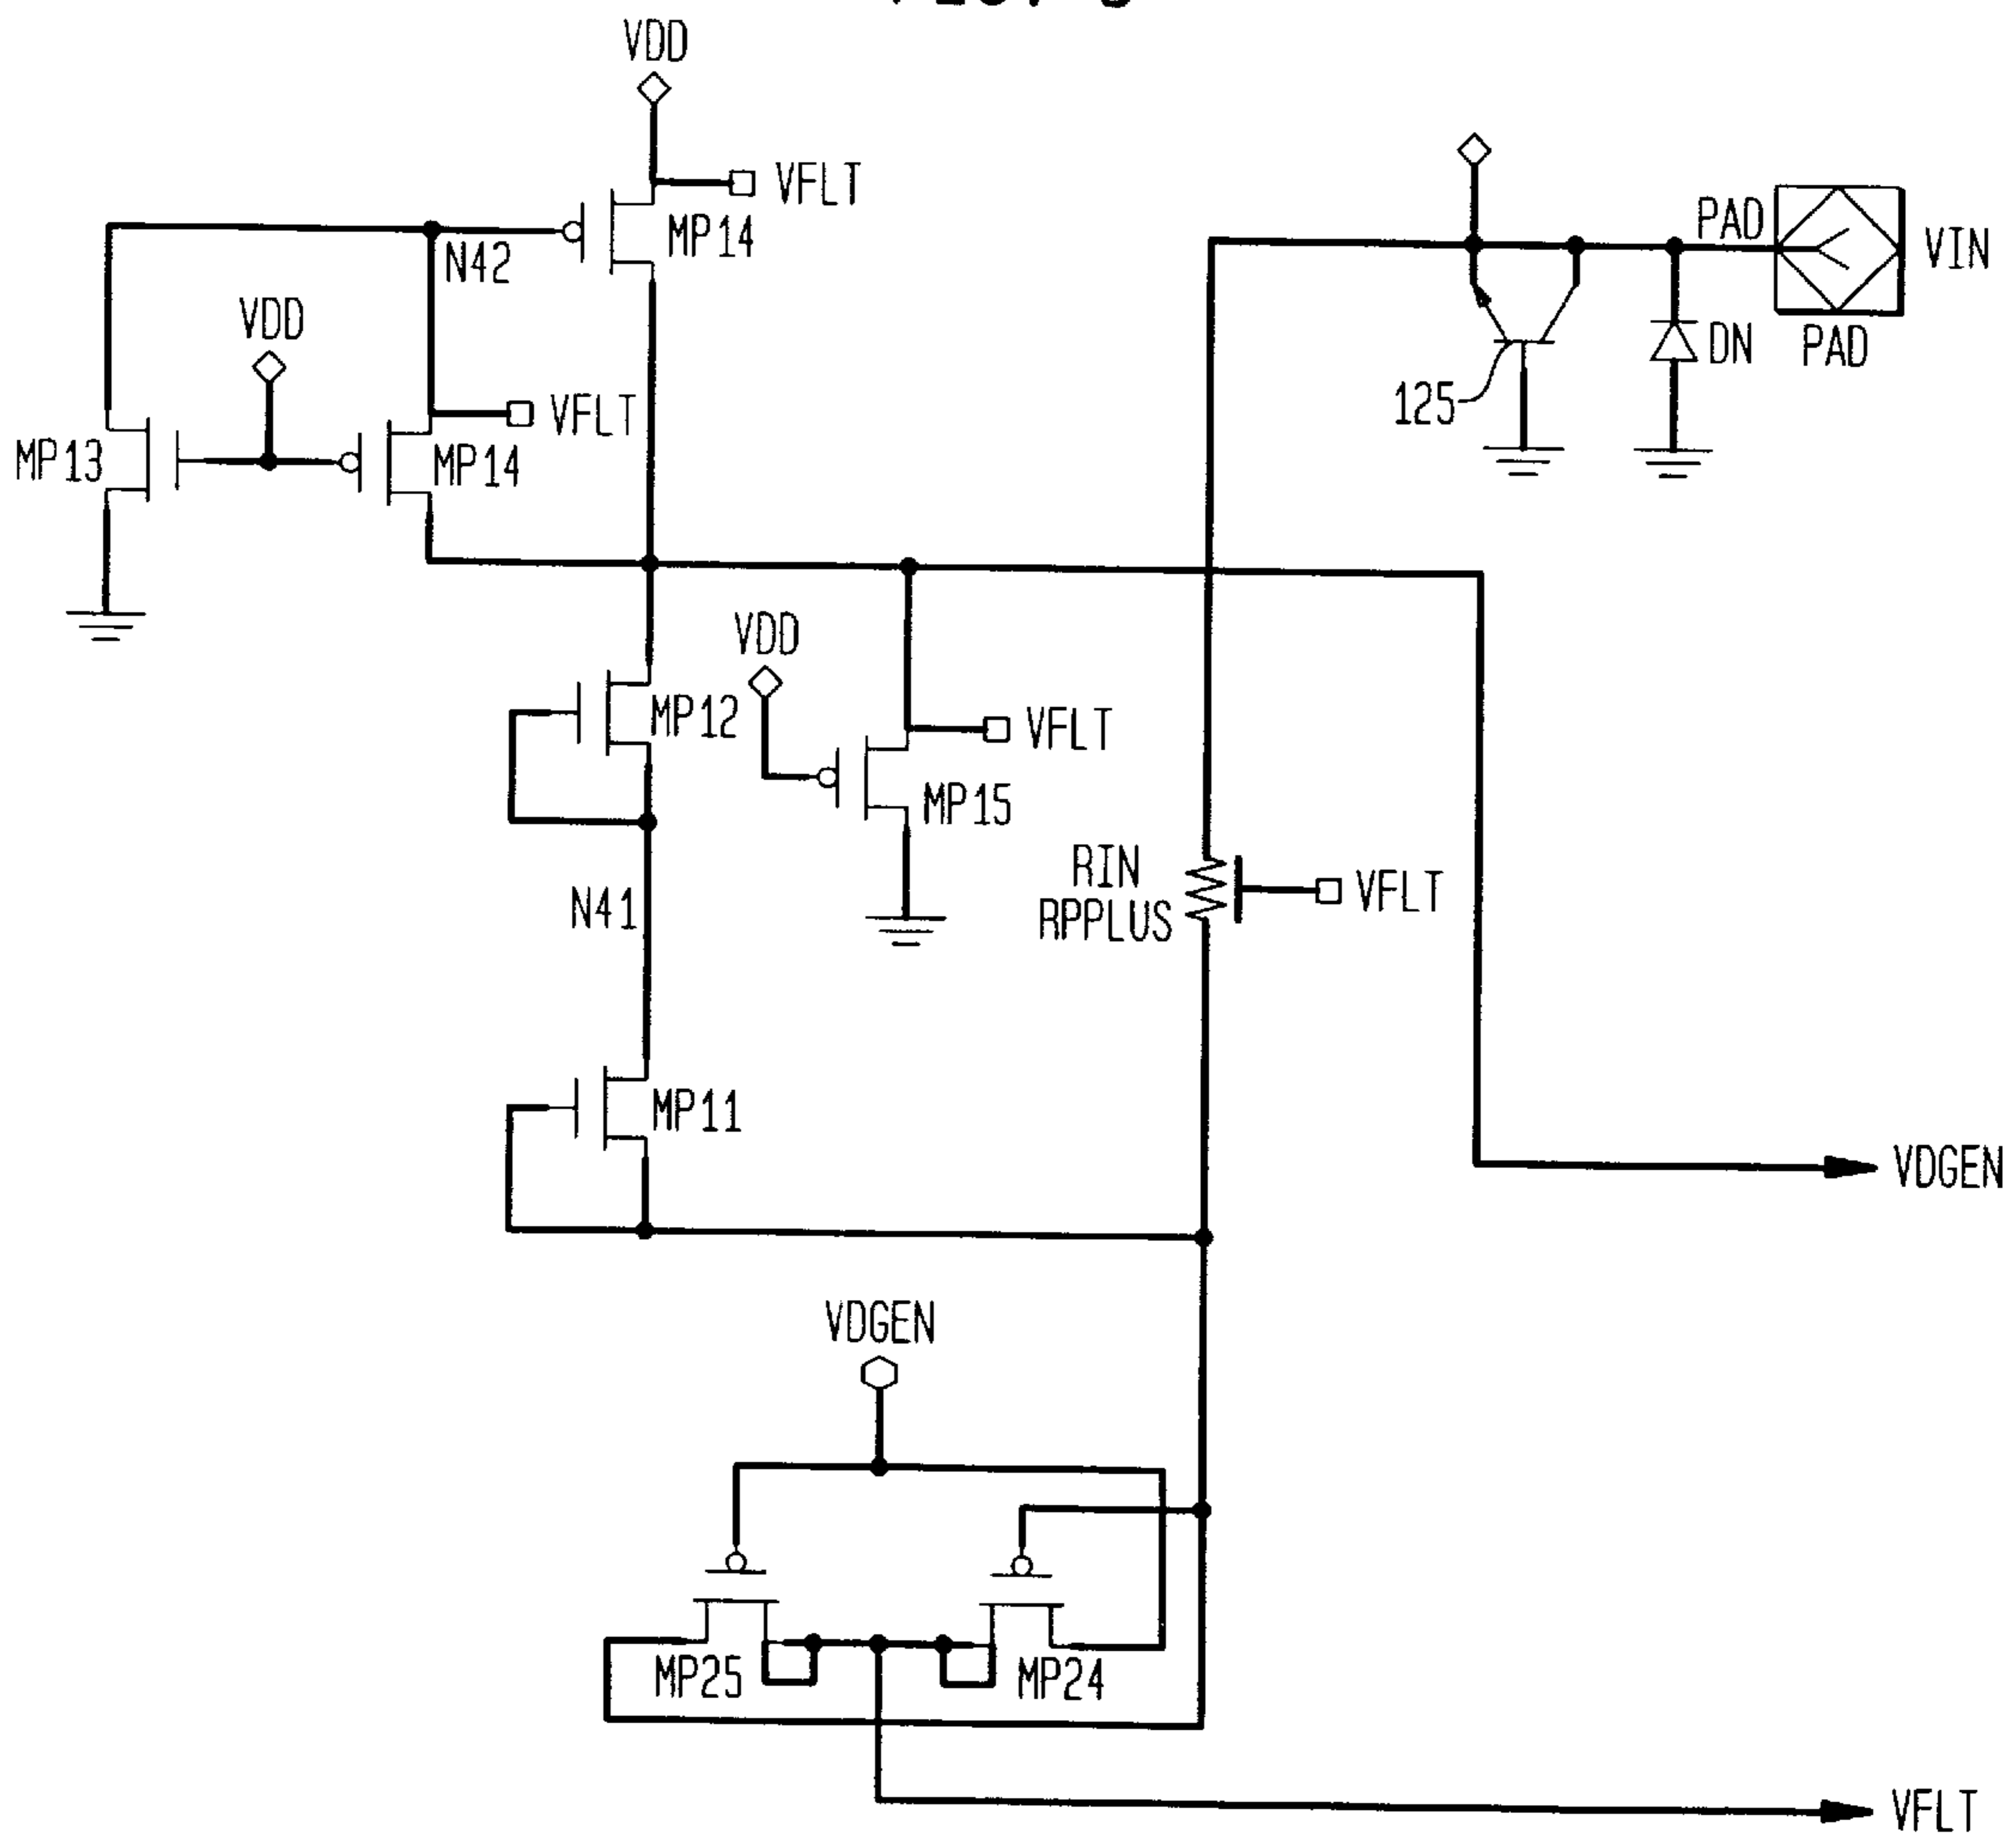 VDD
VFLT
MP14
N42
PAD
VIN
PAD
DN
125
VDD
VFLT
MP13
MP14
VDD
MP12
VFLT
MP15
RIN
RPPLUS
VFLT
N41
MP11
VDGEN
VDGEN
MP25
MP24
VFLT